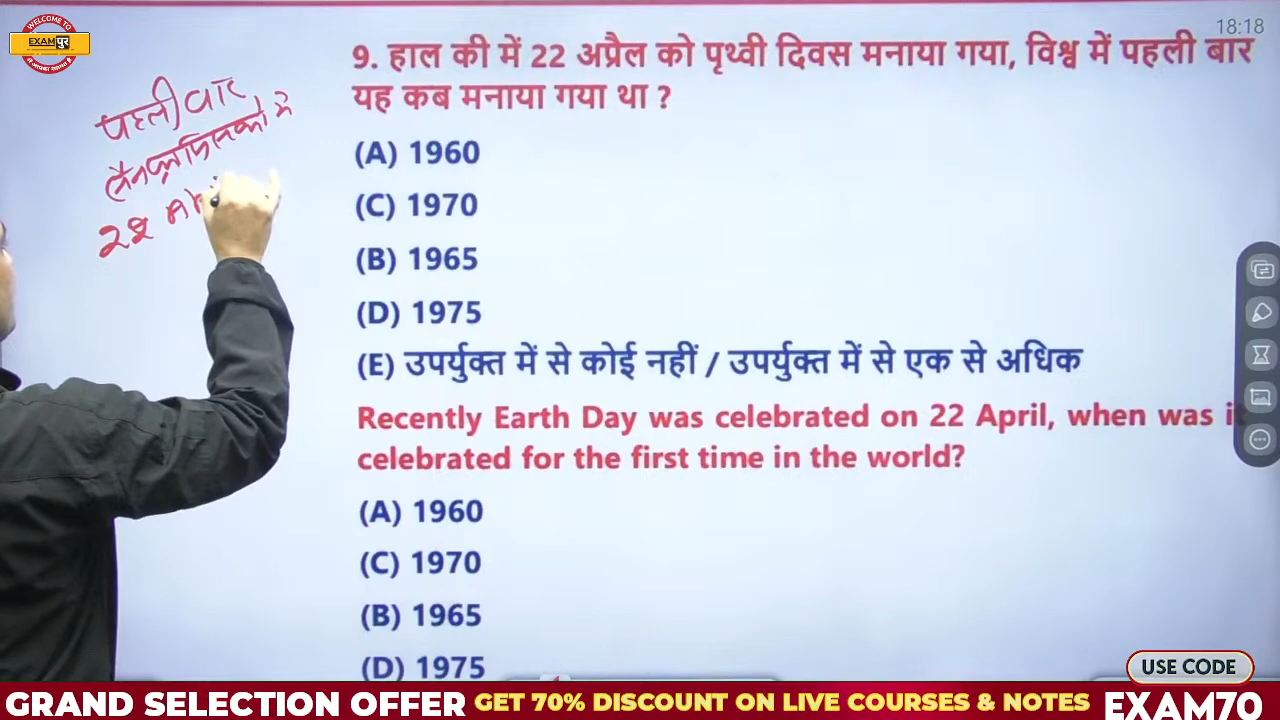 18:18
WELCOME TO
EXAMपुर
9. हाल की में 22 अप्रैल को पृथ्वी दिवस मनाया गया, विश्व में पहली बार
यह कब मनाया गया था ?
पहली बार
में
22
(A) 1960
(C) 1970
(B) 1965
(D) 1975
(E) उपर्युक्त में से कोई नहीं / उपर्युक्त में से एक से अधिक
Recently Earth Day was celebrated on 22 April, when was it
celebrated for the first time in the world?
(A) 1960
(C) 1970
(B) 1965
(D) 1975
USE CODE
GRAND SELECTION OFFER GET 70% DISCOUNT ON LIVE COURSES & NOTES EXAM70